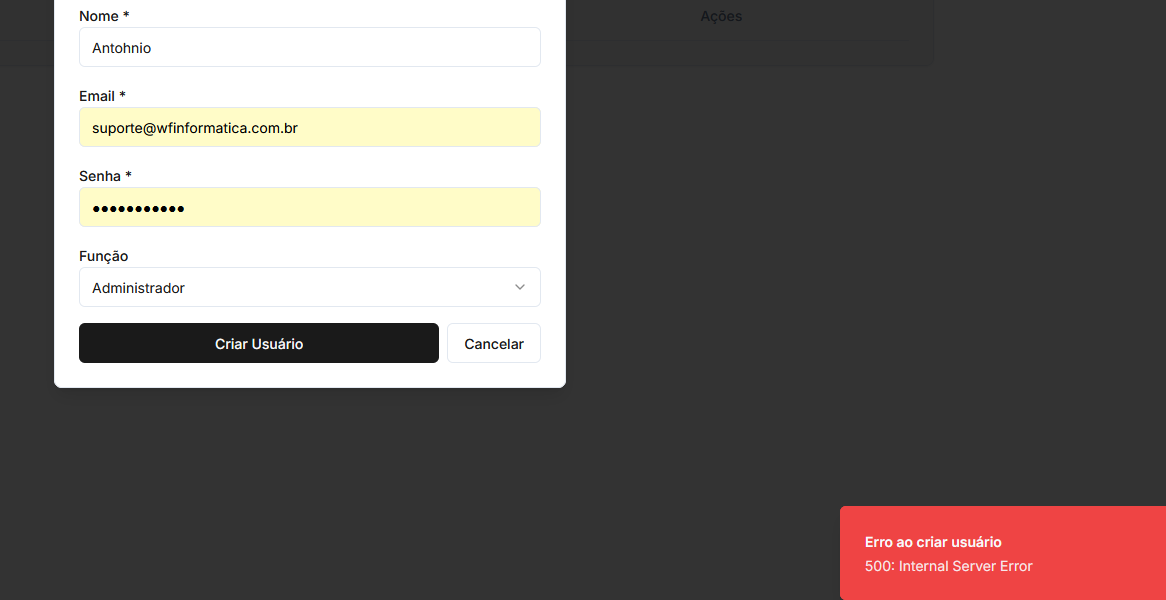 Nome *
Ações
Antohnio
Email *
suporte@wfinformatica.com.br
Senha *
●●●●●●●●●●●
Função
Administrador
Criar Usuário
Cancelar
Erro ao criar usuário
500: Internal Server Error